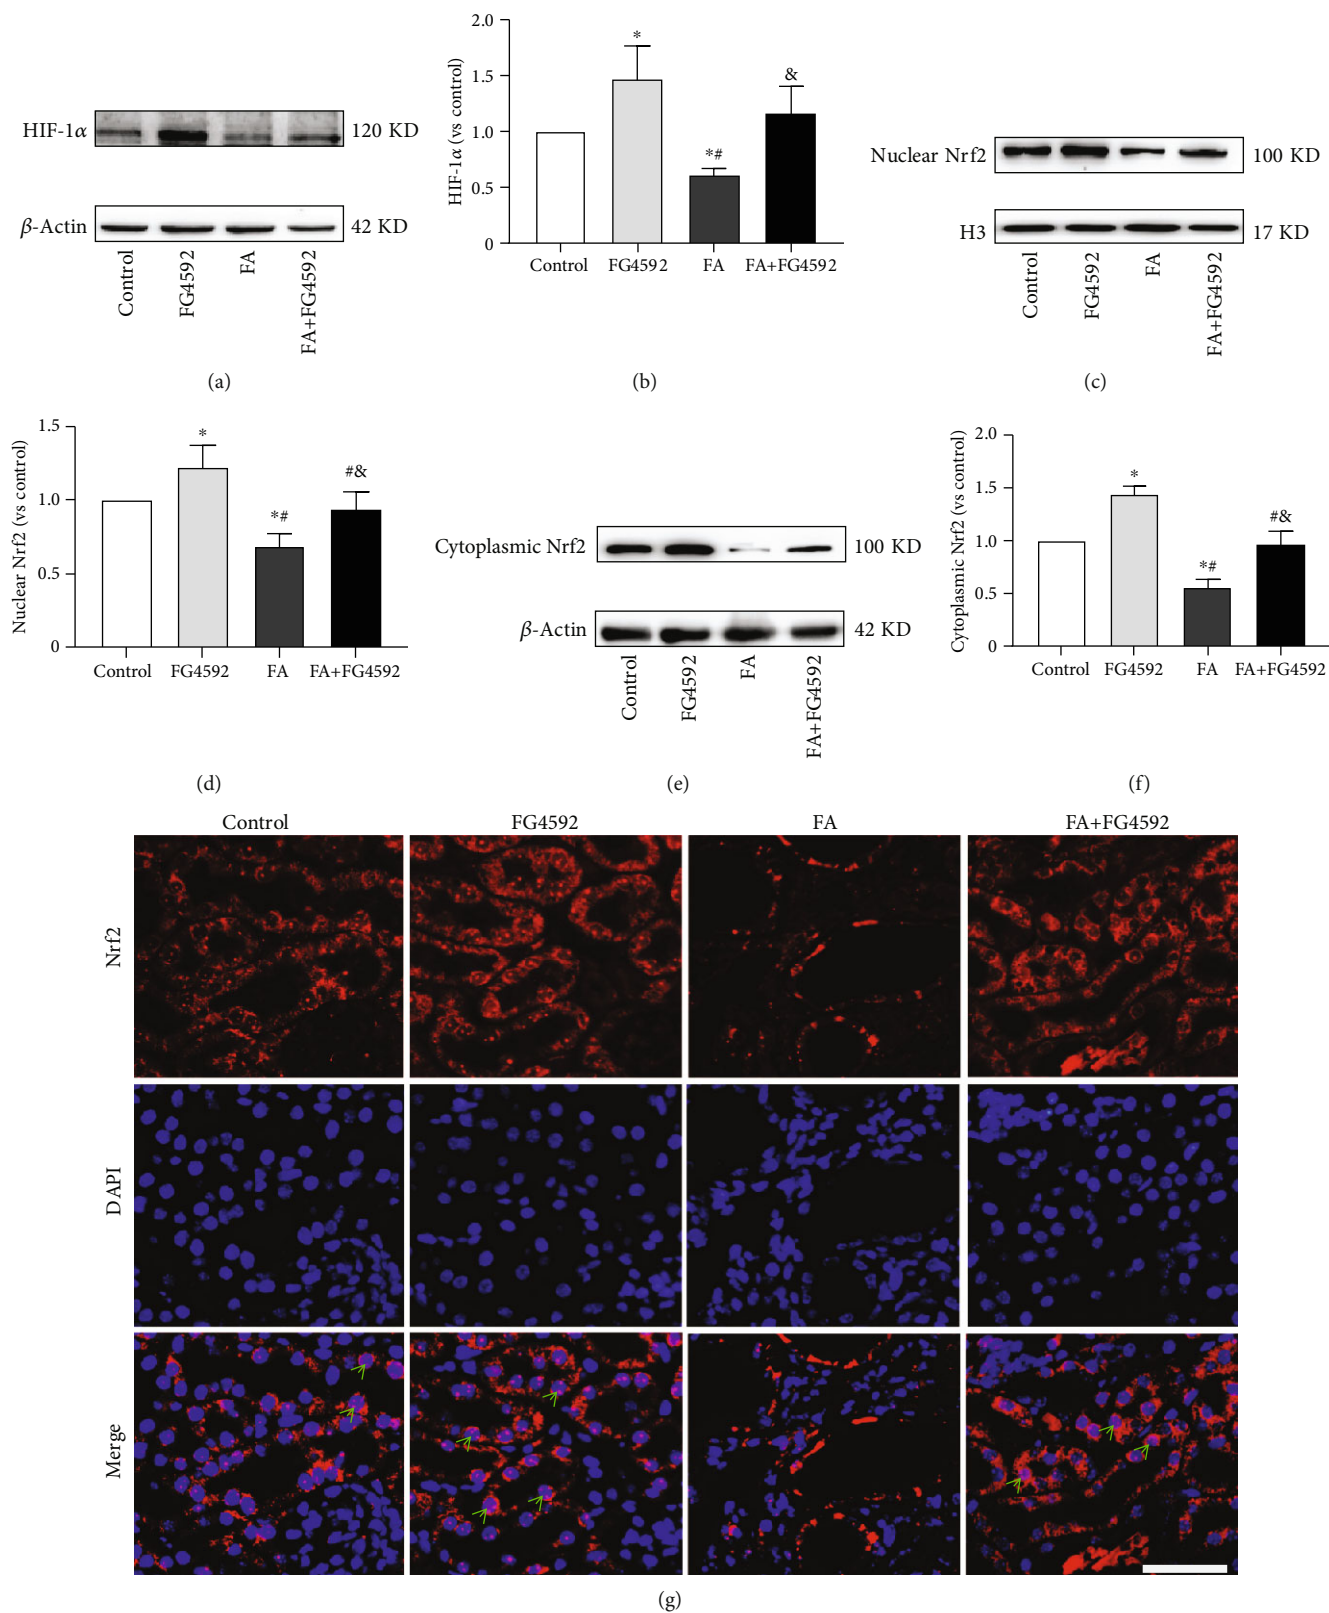 HIF-1α
120 KD
β-Actin
42 KD
Control
FG4592
FA
FA+FG4592
(a)
HIF-1α (vs control)
2.0
1.5
1.0
0.5
0
*
*#
&
Control
FG4592
FA
FA+FG4592
(b)
Nuclear Nrf2
100 KD
H3
17 KD
Control
FG4592
FA
FA+FG4592
(c)
Nuclear Nrf2 (vs control)
1.5
1.0
0.5
0
*
*#
#&
Control
FG4592
FA
FA+FG4592
(d)
Cytoplasmic Nrf2
100 KD
β-Actin
42 KD
Control
FG4592
FA
FA+FG4592
(e)
Cytoplasmic Nrf2 (vs control)
2.0
1.5
1.0
0.5
0
*
*#
#&
Control
FG4592
FA
FA+FG4592
(f)
Control
FG4592
FA
FA+FG4592
Nrf2
DAPI
Merge
(g)